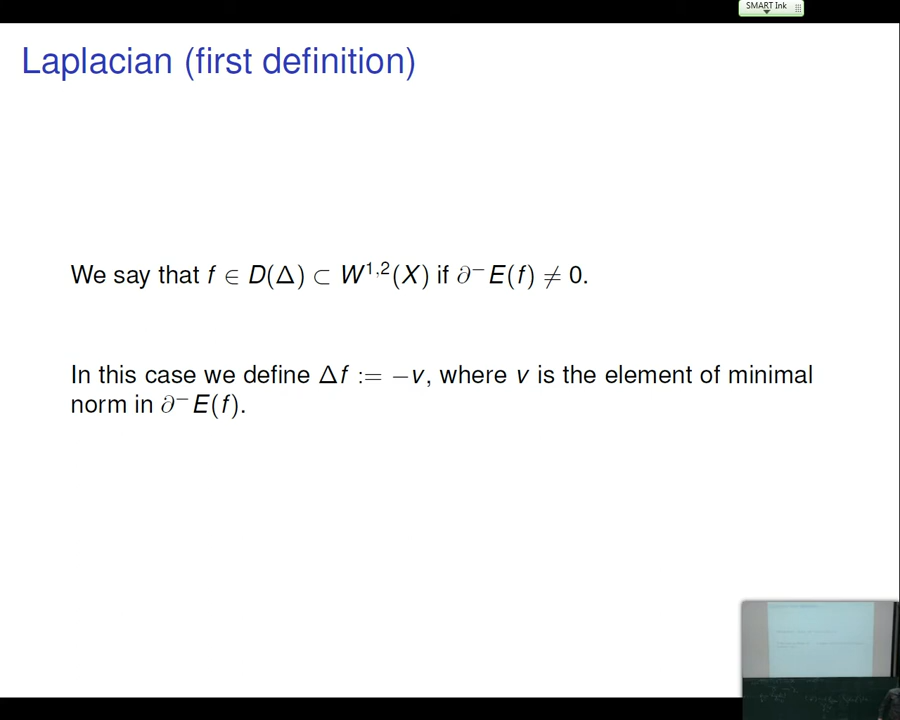 SMART Ink
Laplacian (first definition)
We say that f ∈ D(Δ) ⊂ W^{1,2}(X) if ∂⁻E(f) ≠ 0.
In this case we define Δf := −v, where v is the element of minimal
norm in ∂⁻E(f).